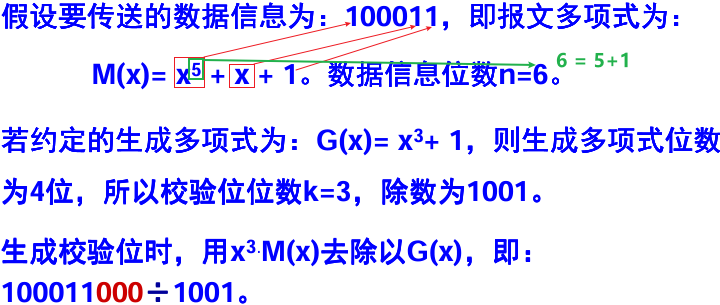 假设要传送的数据信息为：100011，即报文多项式为：
M(x)= x⁵ + x + 1。数据信息位数n=6。 6 = 5+1
若约定的生成多项式为：G(x)= x³+ 1，则生成多项式位数
为4位，所以校验位位数k=3，除数为1001。
生成校验位时，用x³·M(x)去除以G(x)，即：
100011000÷1001。